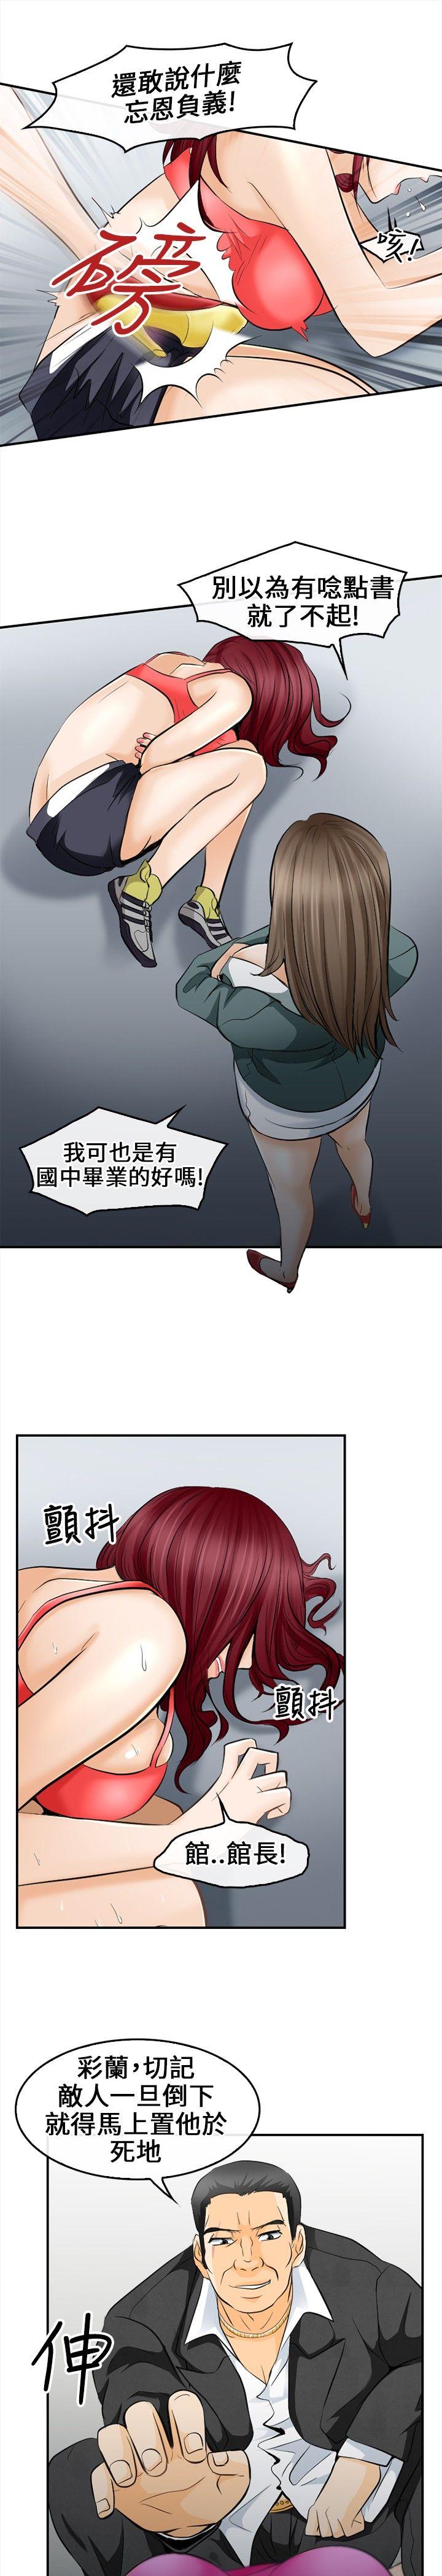 還敢說什麼
忘恩負義!
咳!
磅
別以為有唸點書
就了不起!
我可也是有
國中畢業的好嗎!
顫抖
顫抖
館..館長!
彩蘭,切記
敵人一旦倒下
就得馬上置他於
死地
伸